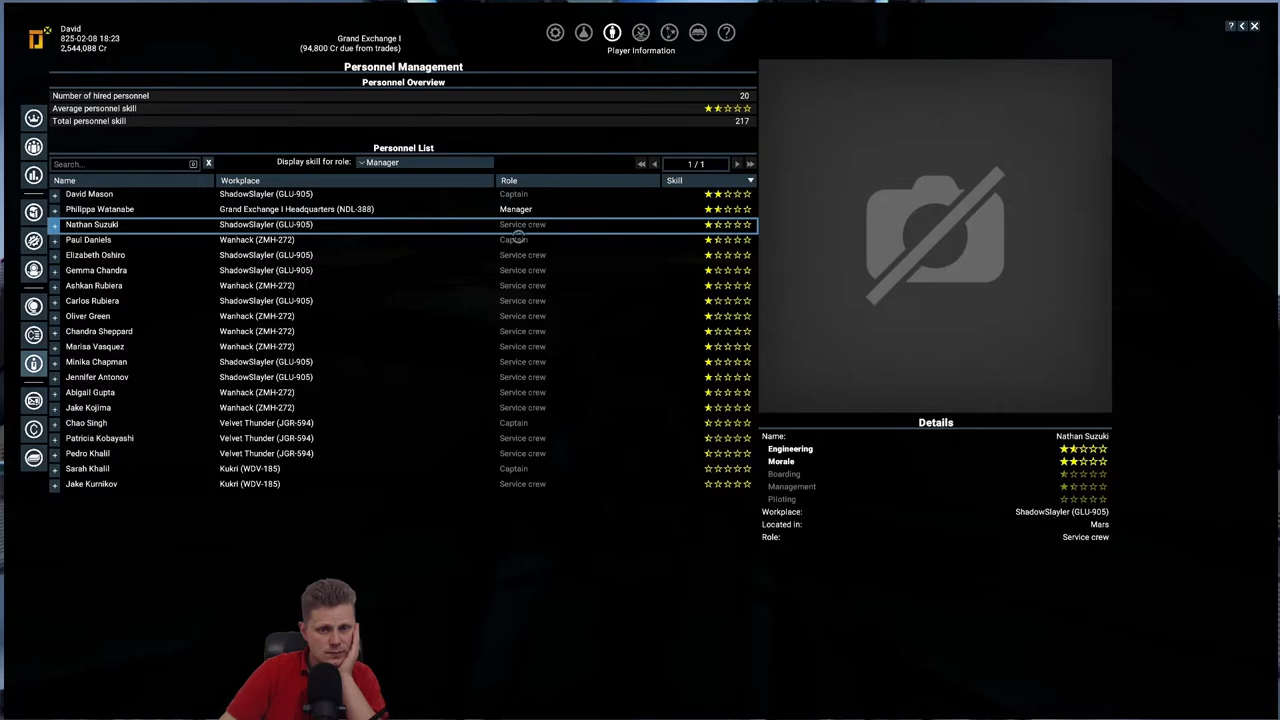 David
825-02-08 18:23
2,544,088 Cr
Grand Exchange I
(94,800 Cr due from trades)
Player Information
? < X
Personnel Management
Personnel Overview
Number of hired personnel 20
Average personnel skill
Total personnel skill 217
Personnel List
Search... x Display skill for role: Manager 1 / 1
Name Workplace Role Skill
+ David Mason ShadowSlayler (GLU-905) Captain
+ Philippa Watanabe Grand Exchange I Headquarters (NDL-388) Manager
+ Nathan Suzuki ShadowSlayler (GLU-905) Service crew
+ Paul Daniels Wanhack (ZMH-272) Captain
+ Elizabeth Oshiro ShadowSlayler (GLU-905) Service crew
+ Gemma Chandra ShadowSlayler (GLU-905) Service crew
+ Ashkan Rubiera Wanhack (ZMH-272) Service crew
+ Carlos Rubiera ShadowSlayler (GLU-905) Service crew
+ Oliver Green Wanhack (ZMH-272) Service crew
+ Chandra Sheppard Wanhack (ZMH-272) Service crew
+ Marisa Vasquez Wanhack (ZMH-272) Service crew
+ Minika Chapman ShadowSlayler (GLU-905) Service crew
+ Jennifer Antonov ShadowSlayler (GLU-905) Service crew
+ Abigail Gupta Wanhack (ZMH-272) Service crew
+ Jake Kojima Wanhack (ZMH-272) Service crew
+ Chao Singh Velvet Thunder (JGR-594) Captain
+ Patricia Kobayashi Velvet Thunder (JGR-594) Service crew
+ Pedro Khalil Velvet Thunder (JGR-594) Service crew
+ Sarah Khalil Kukri (WDV-185) Captain
+ Jake Kurnikov Kukri (WDV-185) Service crew
Details
Name: Nathan Suzuki
Engineering
Morale
Boarding
Management
Piloting
Workplace: ShadowSlayler (GLU-905)
Located in: Mars
Role: Service crew